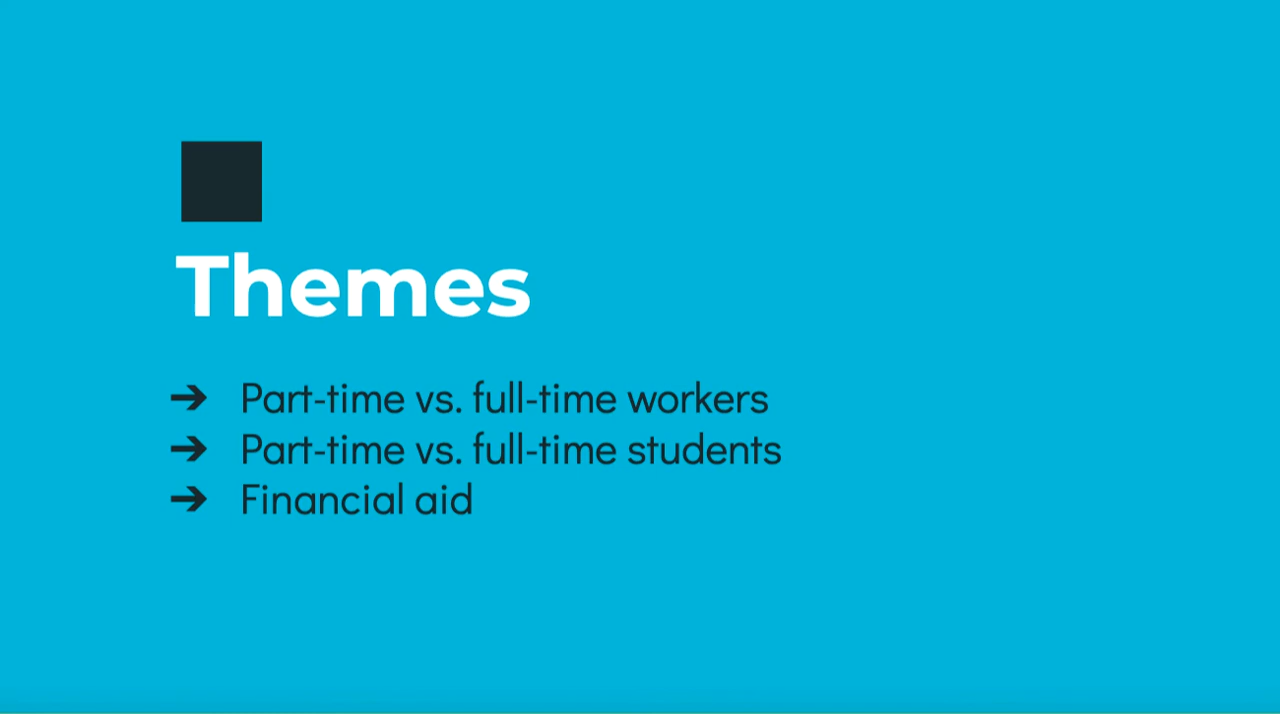 Themes
➔ Part-time vs. full-time workers
➔ Part-time vs. full-time students
➔ Financial aid